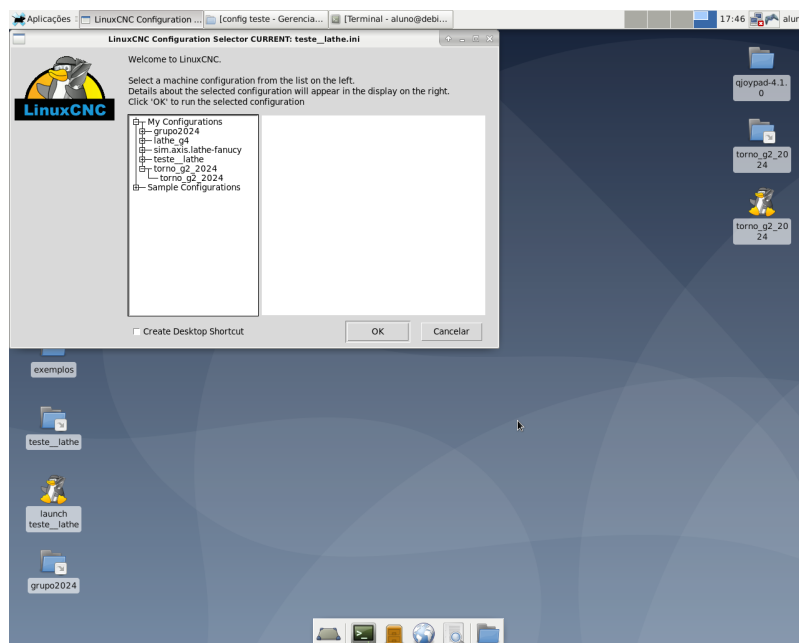 Aplicações
LinuxCNC Configuration ...
[config teste - Gerencia...
[Terminal - aluno@debi...
17:46
alur
LinuxCNC Configuration Selector CURRENT: teste__lathe.ini
LinuxCNC
Welcome to LinuxCNC.
Select a machine configuration from the list on the left.
Details about the selected configuration will appear in the display on the right.
Click 'OK' to run the selected configuration
My Configurations
grupo2024
lathe_g4
sim.axis.lathe-fanucy
teste__lathe
torno_g2_2024
torno_g2_2024
Sample Configurations
Create Desktop Shortcut
OK
Cancelar
qjoypad-4.1.
0
torno_g2_20
24
torno_g2_20
24
exemplos
teste__lathe
launch
teste__lathe
grupo2024